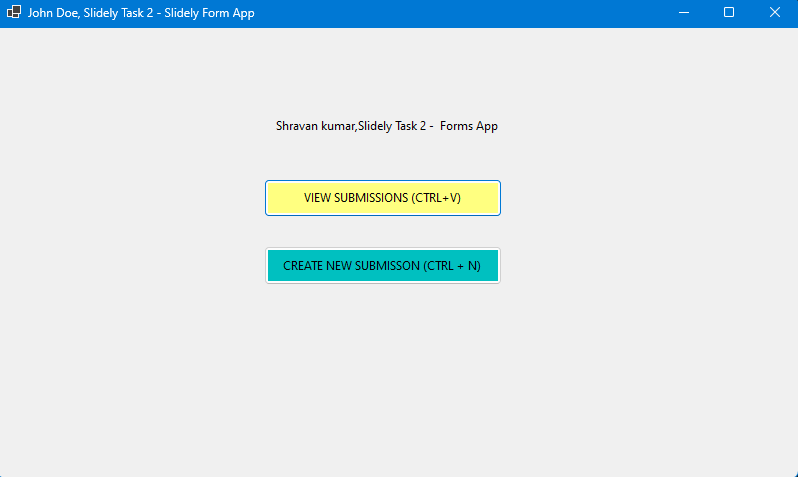 John Doe, Slidely Task 2 - Slidely Form App
Shravan kumar,Slidely Task 2 -  Forms App
VIEW SUBMISSIONS (CTRL+V)
CREATE NEW SUBMISSON (CTRL + N)